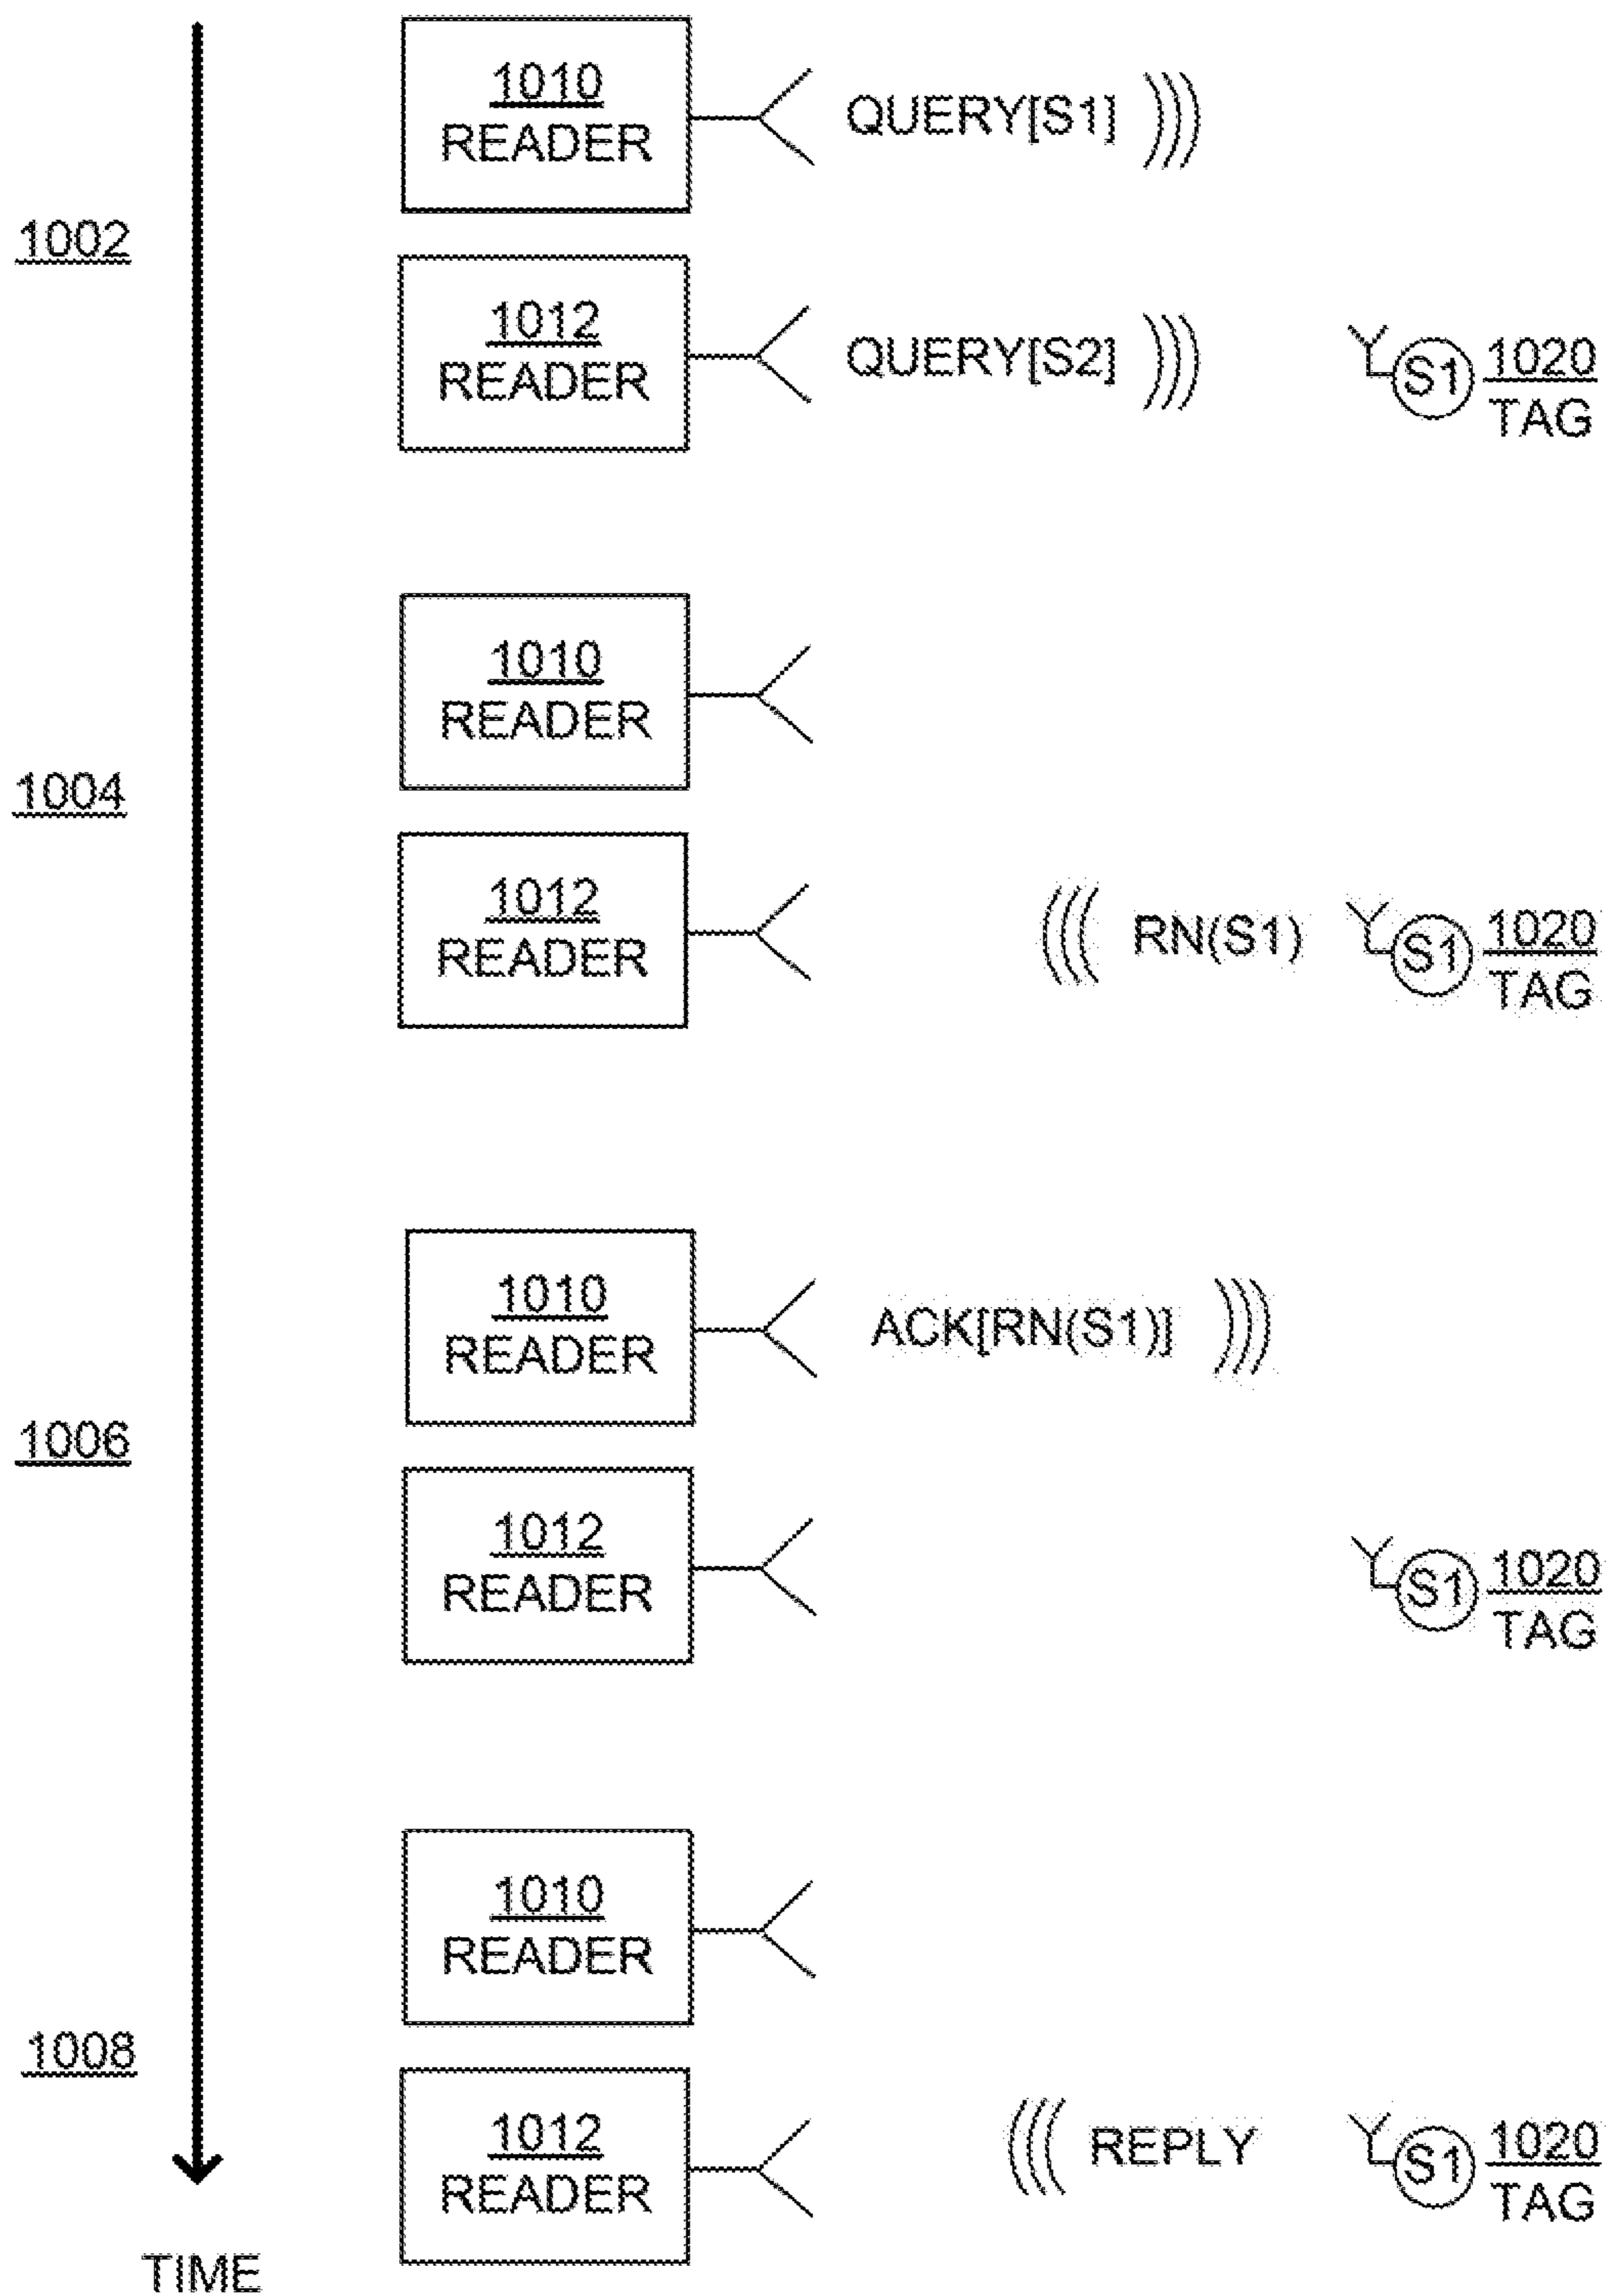 1010
READER
QUERY[S1]
1002
1012
READER
QUERY[S2]
S1
1020
TAG
1010
READER
1004
1012
READER
RN(S1)
S1
1020
TAG
1010
READER
ACK[RN(S1)]
1006
1012
READER
S1
1020
TAG
1010
READER
1008
1012
READER
REPLY
S1
1020
TAG
TIME